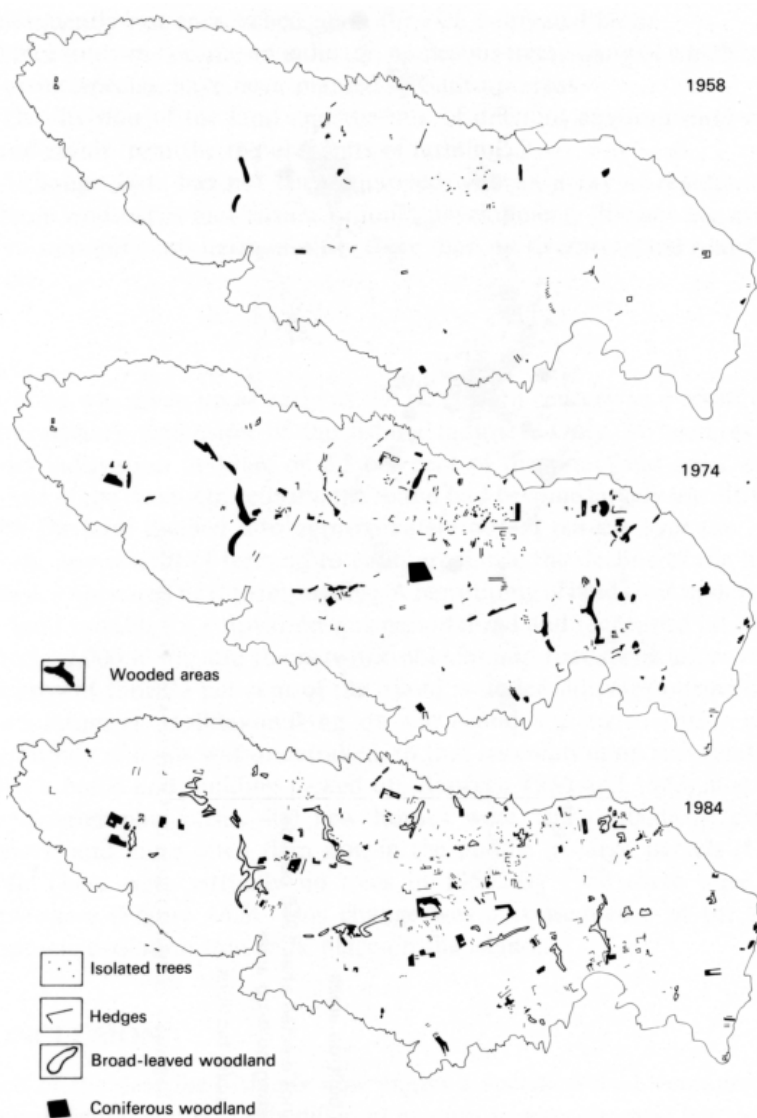 1958
1974
Wooded areas
1984
Isolated trees
Hedges
Broad-leaved woodland
Coniferous woodland